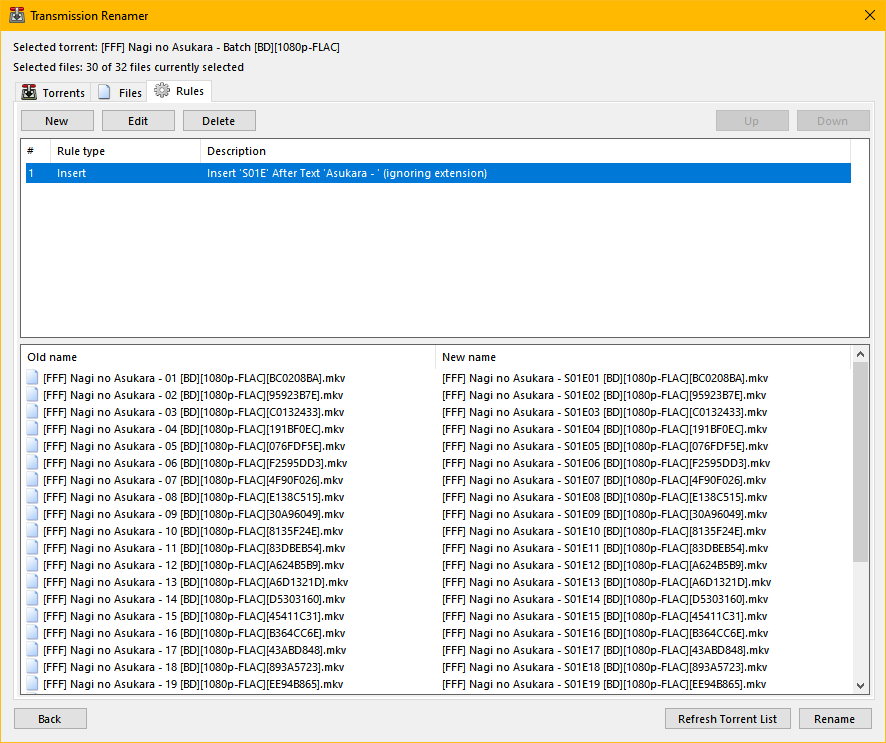 Transmission Renamer
Selected torrent: [FFF] Nagi no Asukara - Batch [BD][1080p-FLAC]
Selected files: 30 of 32 files currently selected
Torrents Files Rules
New Edit Delete Up Down
# Rule type Description
1 Insert Insert 'S01E' After Text 'Asukara - ' (ignoring extension)
Old name New name
[FFF] Nagi no Asukara - 01 [BD][1080p-FLAC][BC0208BA].mkv [FFF] Nagi no Asukara - S01E01 [BD][1080p-FLAC][BC0208BA].mkv
[FFF] Nagi no Asukara - 02 [BD][1080p-FLAC][95923B7E].mkv [FFF] Nagi no Asukara - S01E02 [BD][1080p-FLAC][95923B7E].mkv
[FFF] Nagi no Asukara - 03 [BD][1080p-FLAC][C0132433].mkv [FFF] Nagi no Asukara - S01E03 [BD][1080p-FLAC][C0132433].mkv
[FFF] Nagi no Asukara - 04 [BD][1080p-FLAC][191BF0EC].mkv [FFF] Nagi no Asukara - S01E04 [BD][1080p-FLAC][191BF0EC].mkv
[FFF] Nagi no Asukara - 05 [BD][1080p-FLAC][076FDF5E].mkv [FFF] Nagi no Asukara - S01E05 [BD][1080p-FLAC][076FDF5E].mkv
[FFF] Nagi no Asukara - 06 [BD][1080p-FLAC][F2595DD3].mkv [FFF] Nagi no Asukara - S01E06 [BD][1080p-FLAC][F2595DD3].mkv
[FFF] Nagi no Asukara - 07 [BD][1080p-FLAC][4F90F026].mkv [FFF] Nagi no Asukara - S01E07 [BD][1080p-FLAC][4F90F026].mkv
[FFF] Nagi no Asukara - 08 [BD][1080p-FLAC][E138C515].mkv [FFF] Nagi no Asukara - S01E08 [BD][1080p-FLAC][E138C515].mkv
[FFF] Nagi no Asukara - 09 [BD][1080p-FLAC][30A96049].mkv [FFF] Nagi no Asukara - S01E09 [BD][1080p-FLAC][30A96049].mkv
[FFF] Nagi no Asukara - 10 [BD][1080p-FLAC][8135F24E].mkv [FFF] Nagi no Asukara - S01E10 [BD][1080p-FLAC][8135F24E].mkv
[FFF] Nagi no Asukara - 11 [BD][1080p-FLAC][83DBEB54].mkv [FFF] Nagi no Asukara - S01E11 [BD][1080p-FLAC][83DBEB54].mkv
[FFF] Nagi no Asukara - 12 [BD][1080p-FLAC][A624B5B9].mkv [FFF] Nagi no Asukara - S01E12 [BD][1080p-FLAC][A624B5B9].mkv
[FFF] Nagi no Asukara - 13 [BD][1080p-FLAC][A6D1321D].mkv [FFF] Nagi no Asukara - S01E13 [BD][1080p-FLAC][A6D1321D].mkv
[FFF] Nagi no Asukara - 14 [BD][1080p-FLAC][D5303160].mkv [FFF] Nagi no Asukara - S01E14 [BD][1080p-FLAC][D5303160].mkv
[FFF] Nagi no Asukara - 15 [BD][1080p-FLAC][45411C31].mkv [FFF] Nagi no Asukara - S01E15 [BD][1080p-FLAC][45411C31].mkv
[FFF] Nagi no Asukara - 16 [BD][1080p-FLAC][B364CC6E].mkv [FFF] Nagi no Asukara - S01E16 [BD][1080p-FLAC][B364CC6E].mkv
[FFF] Nagi no Asukara - 17 [BD][1080p-FLAC][43ABD848].mkv [FFF] Nagi no Asukara - S01E17 [BD][1080p-FLAC][43ABD848].mkv
[FFF] Nagi no Asukara - 18 [BD][1080p-FLAC][893A5723].mkv [FFF] Nagi no Asukara - S01E18 [BD][1080p-FLAC][893A5723].mkv
[FFF] Nagi no Asukara - 19 [BD][1080p-FLAC][EE94B865].mkv [FFF] Nagi no Asukara - S01E19 [BD][1080p-FLAC][EE94B865].mkv
Back Refresh Torrent List Rename